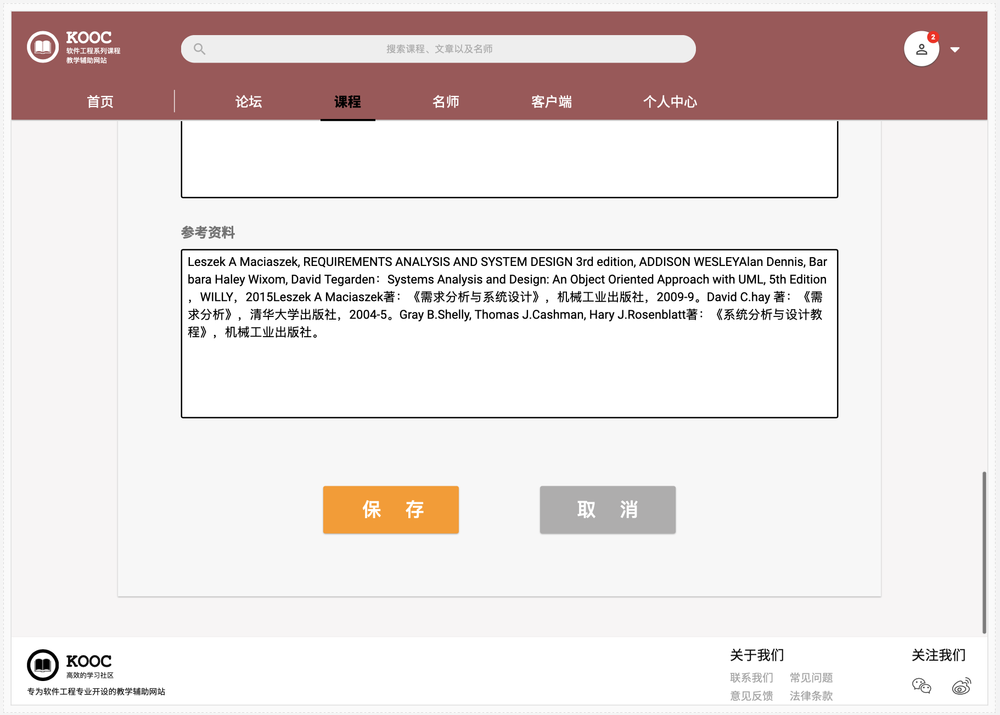 KOOC
软件工程系列课程
教学辅助网站
搜索课程、文章以及名师
2
首页
论坛
课程
名师
客户端
个人中心
参考资料
Leszek A Maciaszek, REQUIREMENTS ANALYSIS AND SYSTEM DESIGN 3rd edition, ADDISON WESLEYAlan Dennis, Bar
bara Haley Wixom, David Tegarden：Systems Analysis and Design: An Object Oriented Approach with UML, 5th Edition
，WILLY，2015Leszek A Maciaszek著：《需求分析与系统设计》，机械工业出版社，2009-9。David C.hay 著：《需
求分析》，清华大学出版社，2004-5。Gray B.Shelly, Thomas J.Cashman, Hary J.Rosenblatt著：《系统分析与设计教
程》，机械工业出版社。
保 存
取 消
KOOC
高效的学习社区
专为软件工程专业开设的教学辅助网站
关于我们
联系我们 常见问题
意见反馈 法律条款
关注我们